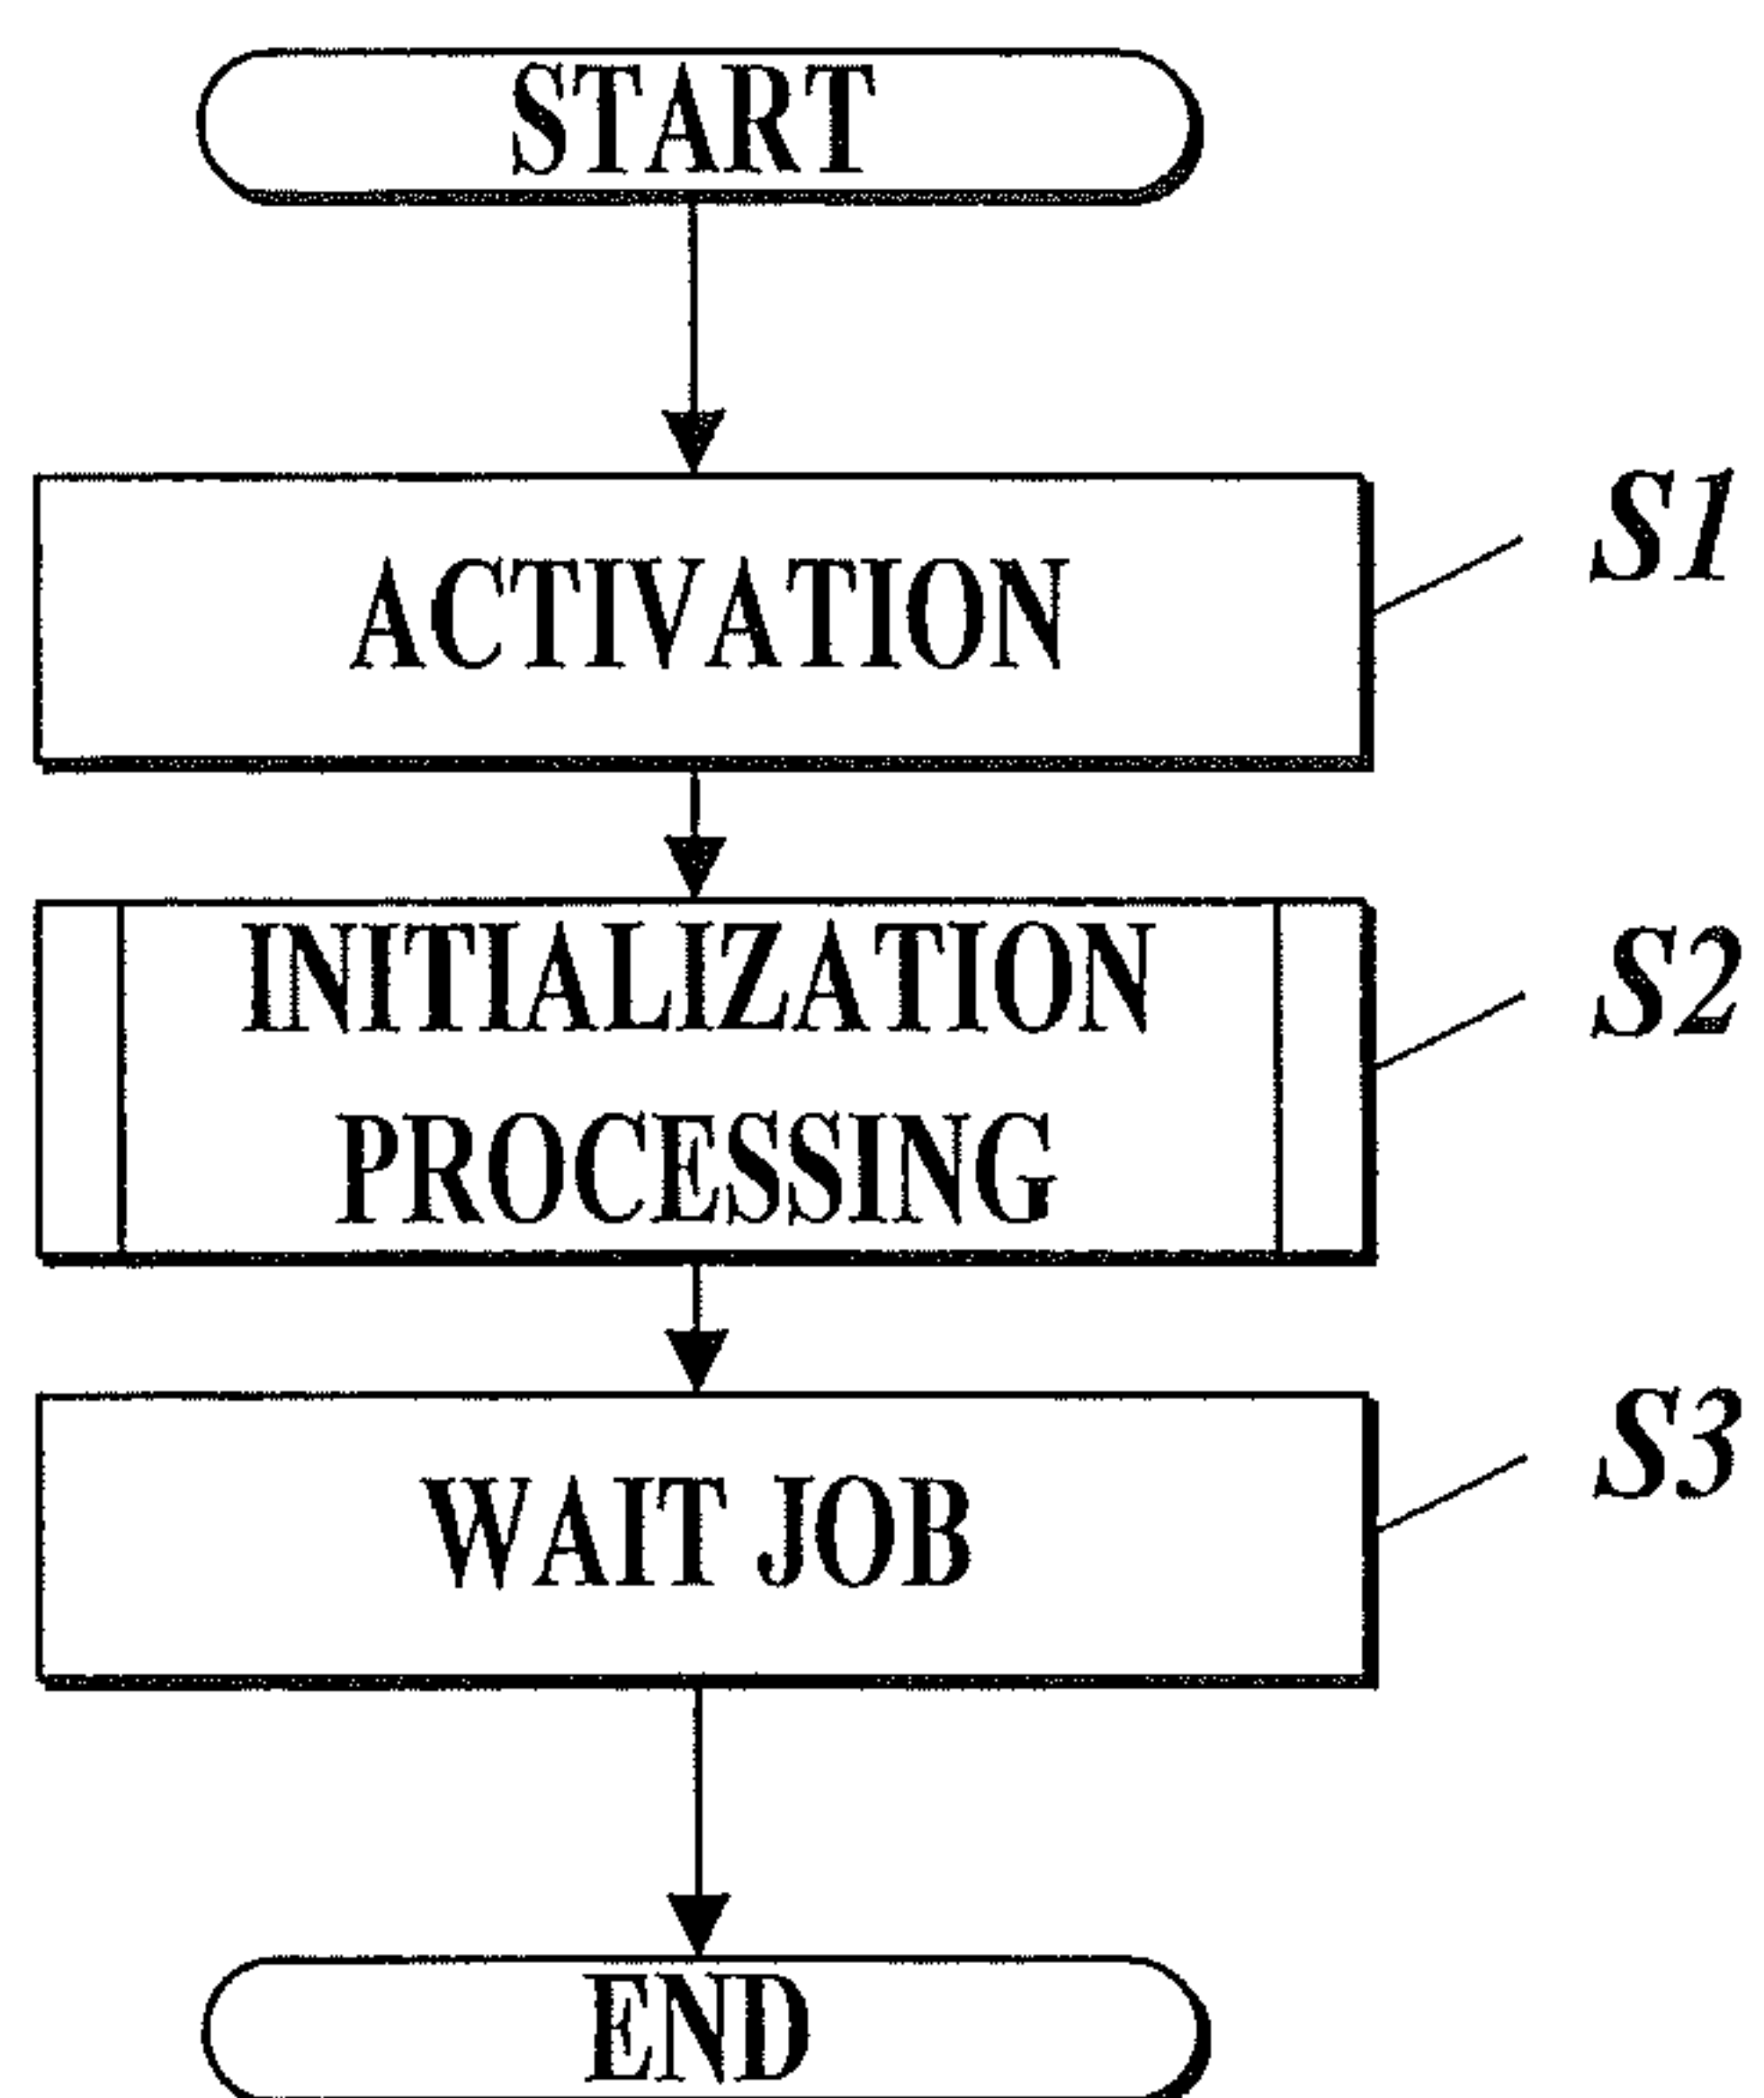 START
ACTIVATION
S1
INITIALIZATION
PROCESSING
S2
WAIT JOB
S3
END